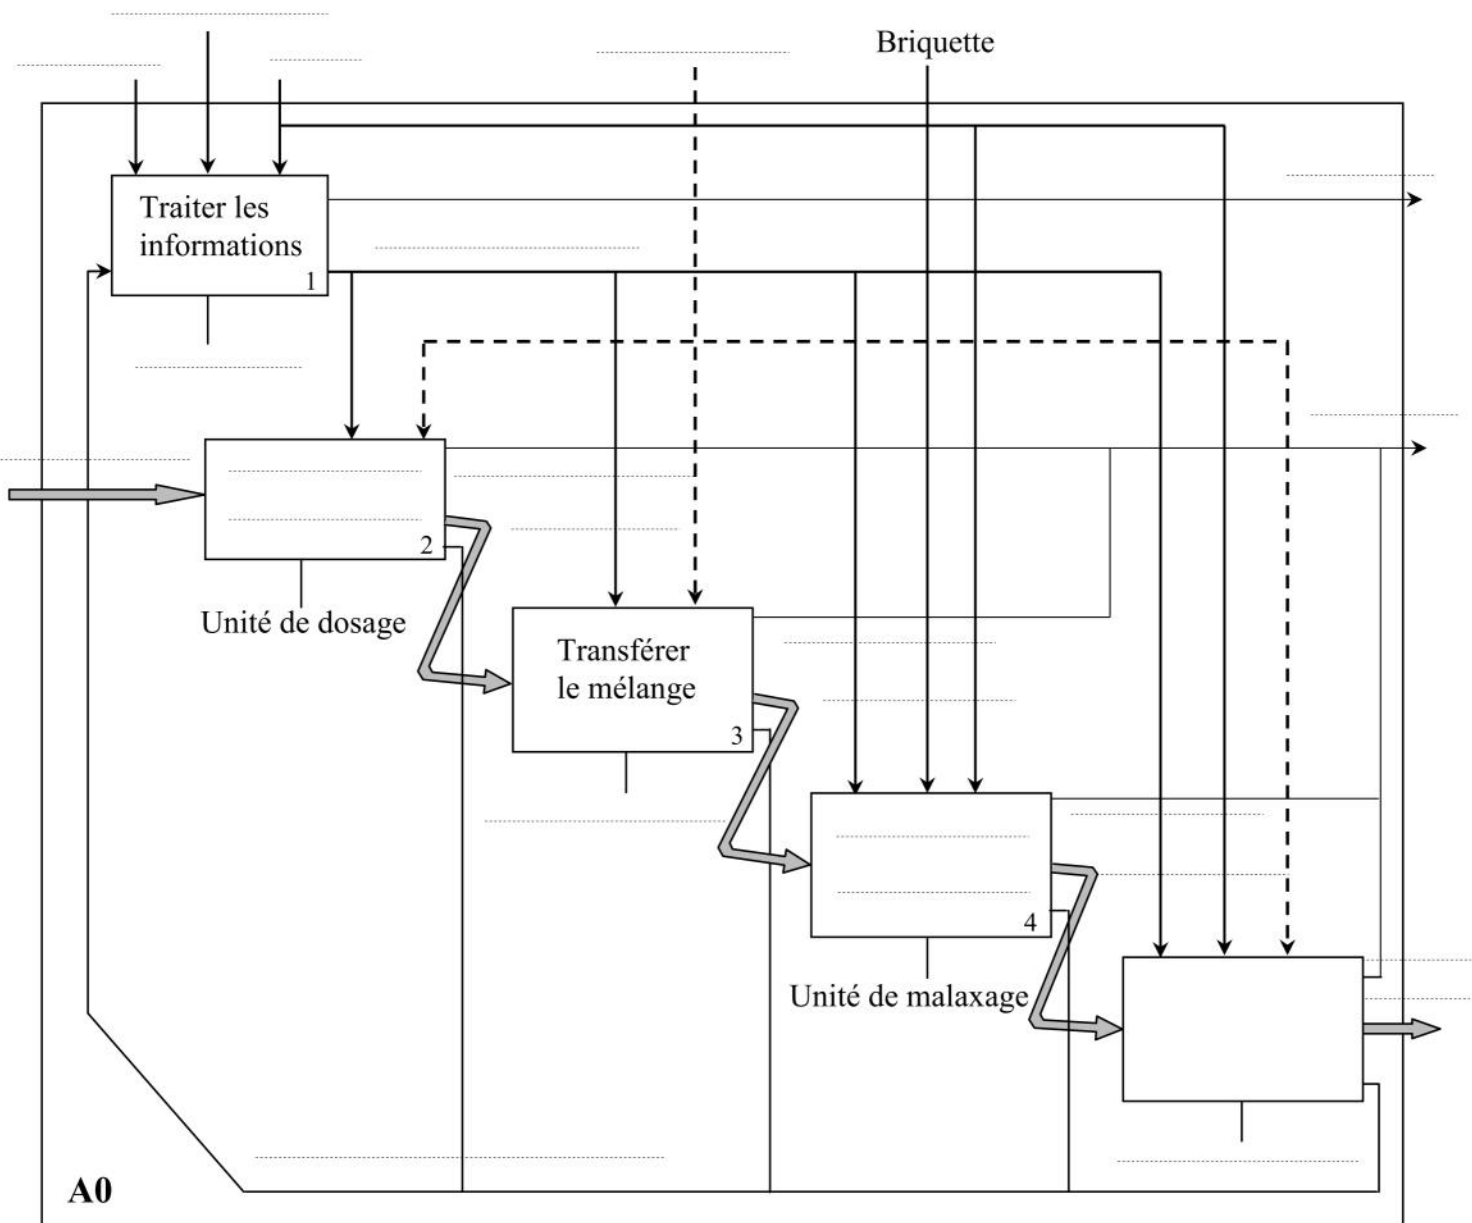 Briquette
Traiter les
informations
1
2
Unité de dosage
Transférer
le mélange
3
4
Unité de malaxage
A0